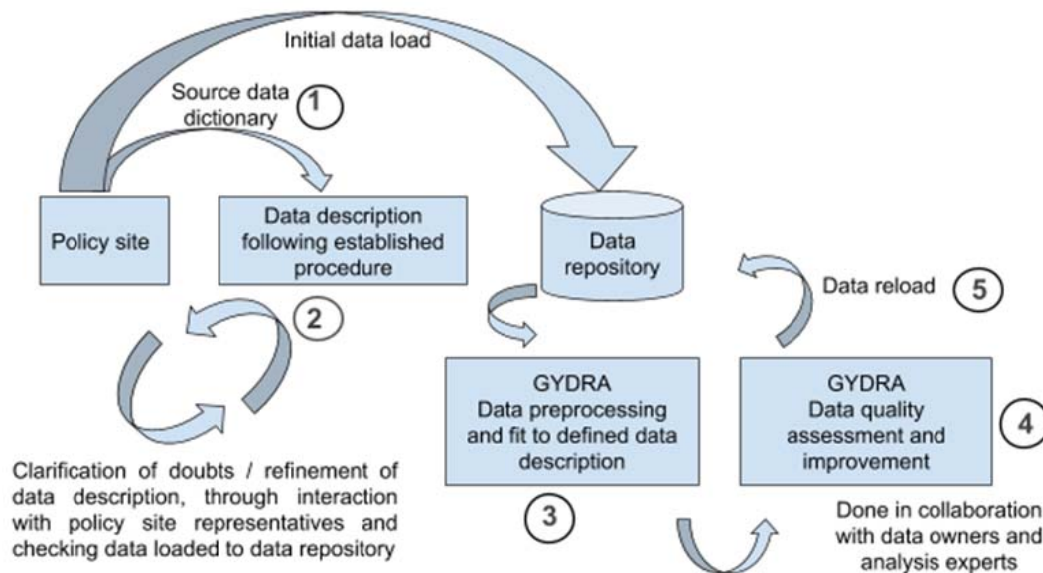 Initial data load
Source data
dictionary
1
Policy site
Data description
following established
procedure
Data
repository
2
Data reload
5
GYDRA
Data preprocessing
and fit to defined data
description
3
GYDRA
Data quality
assessment and
improvement
4
Clarification of doubts / refinement of
data description, through interaction
with policy site representatives and
checking data loaded to data repository
Done in collaboration
with data owners and
analysis experts